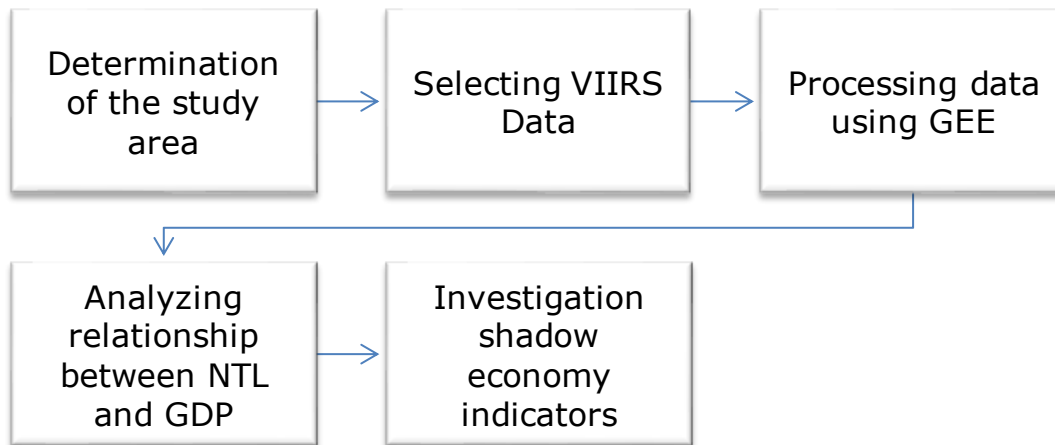 Determination
of the study
area
Selecting VIIRS
Data
Processing data
using GEE
Analyzing
relationship
between NTL
and GDP
Investigation
shadow
economy
indicators